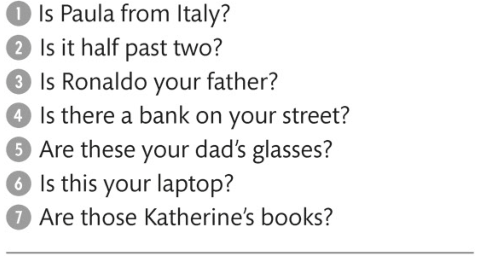 1 Is Paula from Italy?
2 Is it half past two?
3 Is Ronaldo your father?
4 Is there a bank on your street?
5 Are these your dad's glasses?
6 Is this your laptop?
7 Are those Katherine's books?